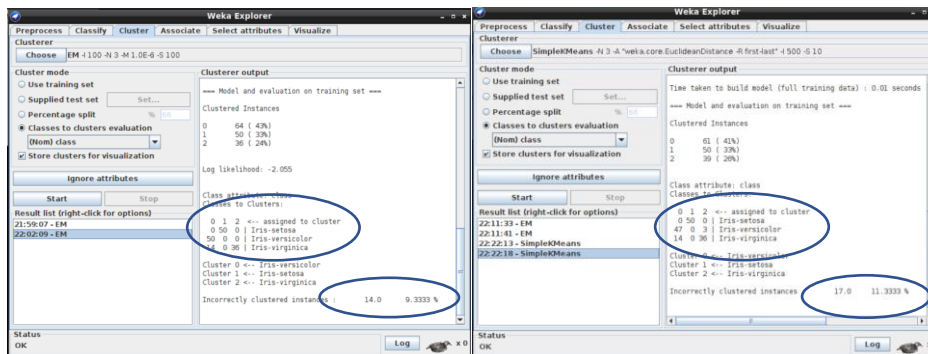 Weka Explorer
Preprocess Classify Cluster Associate Select attributes Visualize
Clusterer
Choose EM -I 100 -N 3 -M 1.0E-6 -S 100
Cluster mode
Use training set
Supplied test set Set...
Percentage split % 66
Classes to clusters evaluation
(Nom) class
Store clusters for visualization
Ignore attributes
Start Stop
Result list (right-click for options)
21:59:07 - EM
22:02:09 - EM
Clusterer output
=== Model and evaluation on training set ===
Clustered Instances
0 64 ( 43%)
1 50 ( 33%)
2 36 ( 24%)
Log likelihood: -2.055
Class attribute: class
Classes to Clusters:
0 1 2 <-- assigned to cluster
0 50 0 | Iris-setosa
50 0 0 | Iris-versicolor
14 0 36 | Iris-virginica
Cluster 0 <-- Iris-versicolor
Cluster 1 <-- Iris-setosa
Cluster 2 <-- Iris-virginica
Incorrectly clustered instances : 14.0 9.3333 %
Status
OK
Log x 0
Weka Explorer
Preprocess Classify Cluster Associate Select attributes Visualize
Clusterer
Choose SimpleKMeans -N 3 -A "weka.core.EuclideanDistance -R first-last" -I 500 -S 10
Cluster mode
Use training set
Supplied test set Set...
Percentage split % 66
Classes to clusters evaluation
(Nom) class
Store clusters for visualization
Ignore attributes
Start Stop
Result list (right-click for options)
22:11:33 - EM
22:11:41 - EM
22:22:13 - SimpleKMeans
22:22:18 - SimpleKMeans
Clusterer output
Time taken to build model (full training data) : 0.01 seconds
=== Model and evaluation on training set ===
Clustered Instances
0 61 ( 41%)
1 50 ( 33%)
2 39 ( 26%)
Class attribute: class
Classes to Clusters:
0 1 2 <-- assigned to cluster
0 50 0 | Iris-setosa
47 0 3 | Iris-versicolor
14 0 36 | Iris-virginica
Cluster 0 <-- Iris-versicolor
Cluster 1 <-- Iris-setosa
Cluster 2 <-- Iris-virginica
Incorrectly clustered instances 17.0 11.3333 %
Status
OK
Log